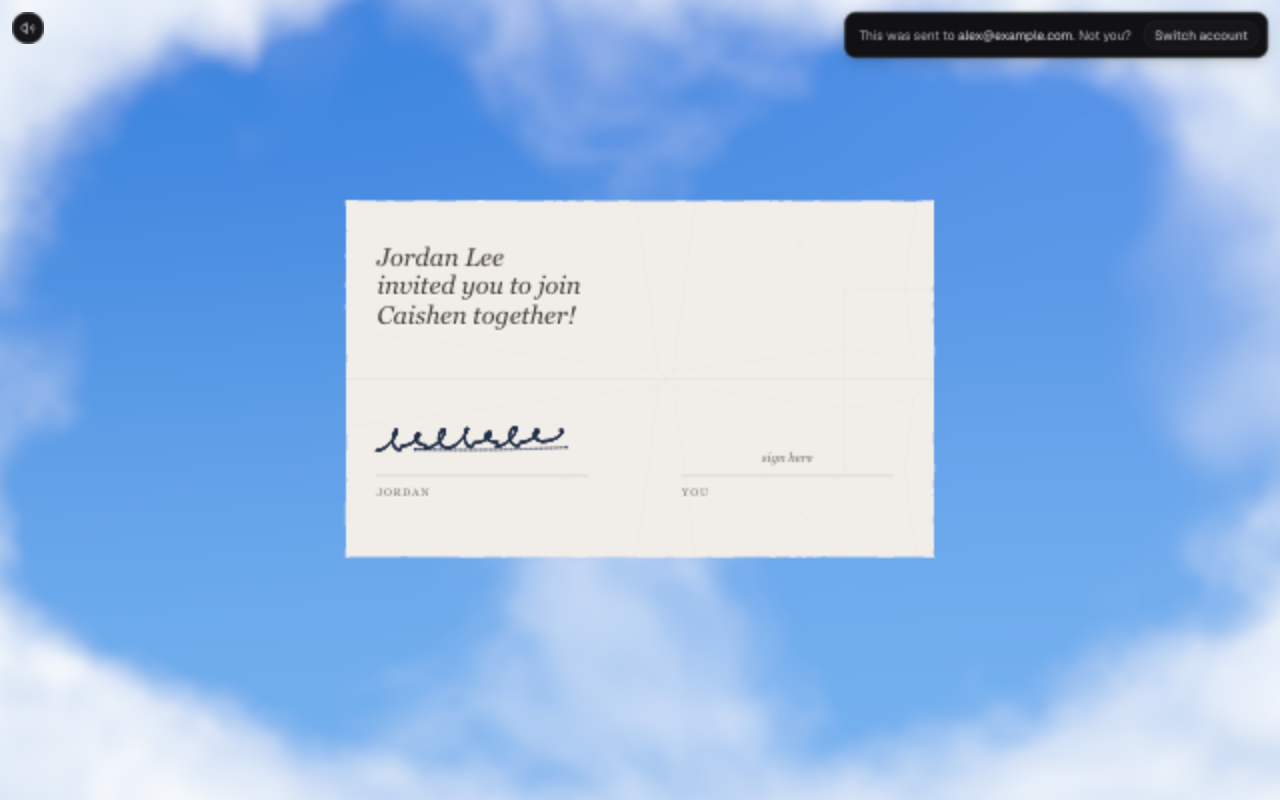 This was sent to alex@example.com. Not you? Switch account
Jordan Lee
invited you to join
Caishen together!
sign here
JORDAN
YOU